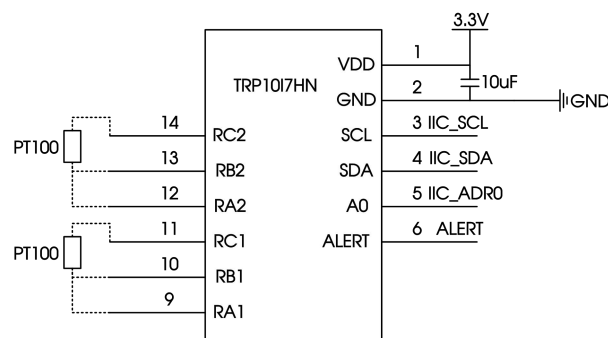 3.3V
1
VDD
TRP10I7HN
10uF
2
GND
GND
14
RC2
SCL
3 IIC_SCL
PT100
13
RB2
SDA
4 IIC_SDA
12
RA2
A0
5 IIC_ADR0
11
RC1
ALERT
6 ALERT
PT100
10
RB1
9
RA1